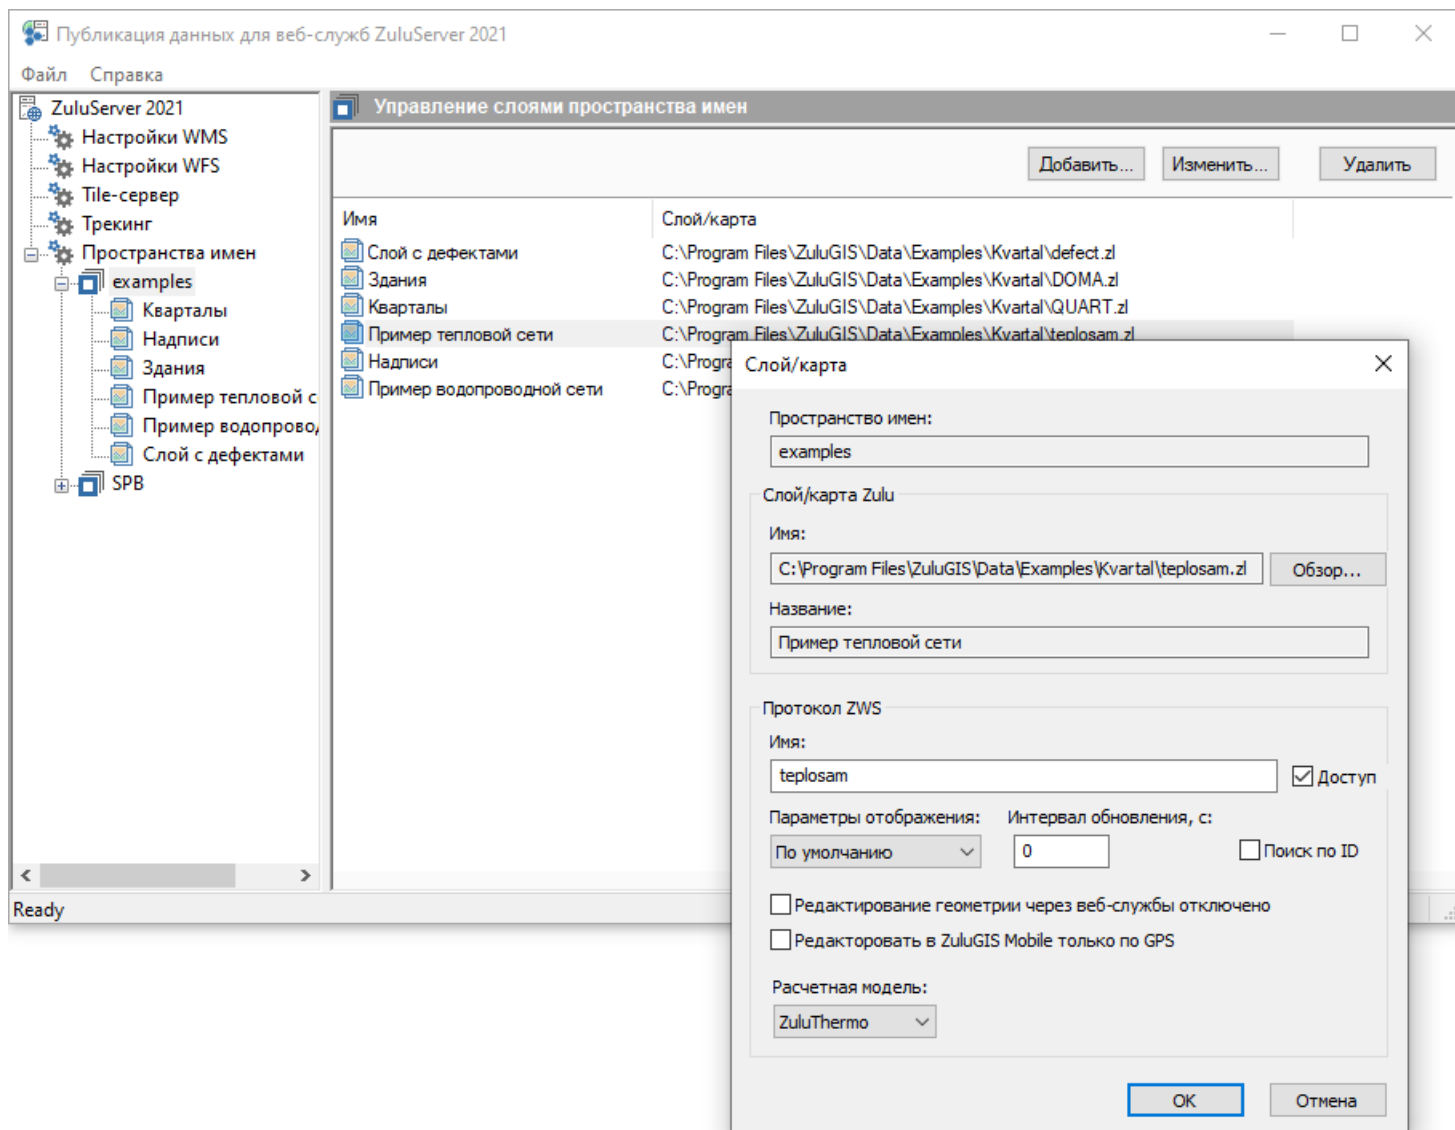 Публикация данных для веб-служб ZuluServer 2021
Файл Справка
ZuluServer 2021
Настройки WMS
Настройки WFS
Tile-сервер
Трекинг
Пространства имен
examples
Кварталы
Надписи
Здания
Пример тепловой с
Пример водопровод
Слой с дефектами
SPB
Управление слоями пространства имен
Добавить... Изменить... Удалить
Имя Слой/карта
Слой с дефектами C:\Program Files\ZuluGIS\Data\Examples\Kvartal\defect.zl
Здания C:\Program Files\ZuluGIS\Data\Examples\Kvartal\DOMA.zl
Кварталы C:\Program Files\ZuluGIS\Data\Examples\Kvartal\QUART.zl
Пример тепловой сети C:\Program Files\ZuluGIS\Data\Examples\Kvartal\teplosam.zl
Надписи C:\Progra
Пример водопроводной сети C:\Progra
Ready
Слой/карта
Пространство имен:
examples
Слой/карта Zulu
Имя:
C:\Program Files\ZuluGIS\Data\Examples\Kvartal\teplosam.zl Обзор...
Название:
Пример тепловой сети
Протокол ZWS
Имя:
teplosam Доступ
Параметры отображения: Интервал обновления, с:
По умолчанию 0 Поиск по ID
Редактирование геометрии через веб-службы отключено
Редакторовать в ZuluGIS Mobile только по GPS
Расчетная модель:
ZuluThermo
OK Отмена